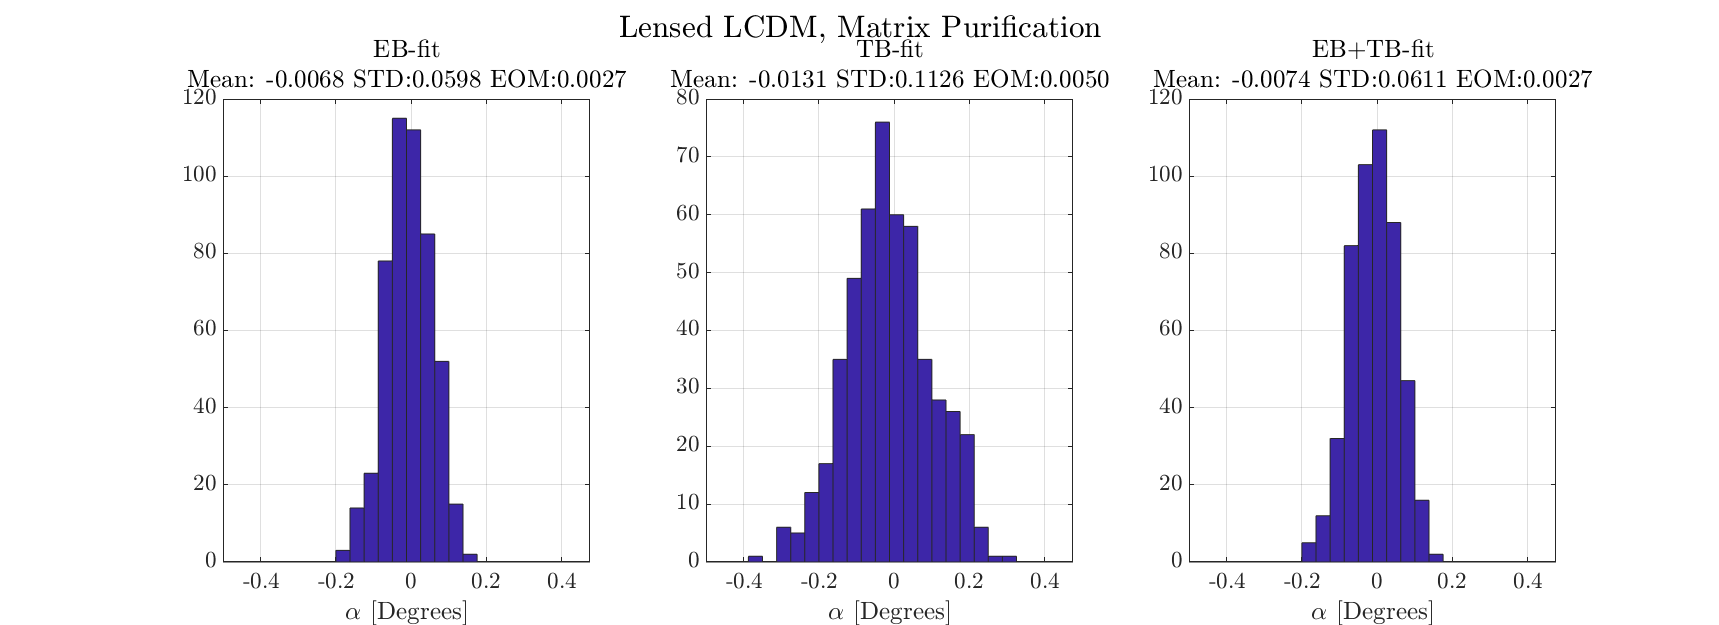 Lensed LCDM, Matrix Purification
EB-fit
Mean: -0.0068 STD:0.0598 EOM:0.0027
120
100
80
60
40
20
0
-0.4 -0.2 0 0.2 0.4
α [Degrees]
TB-fit
Mean: -0.0131 STD:0.1126 EOM:0.0050
80
70
60
50
40
30
20
10
0
-0.4 -0.2 0 0.2 0.4
α [Degrees]
EB+TB-fit
Mean: -0.0074 STD:0.0611 EOM:0.0027
120
100
80
60
40
20
0
-0.4 -0.2 0 0.2 0.4
α [Degrees]